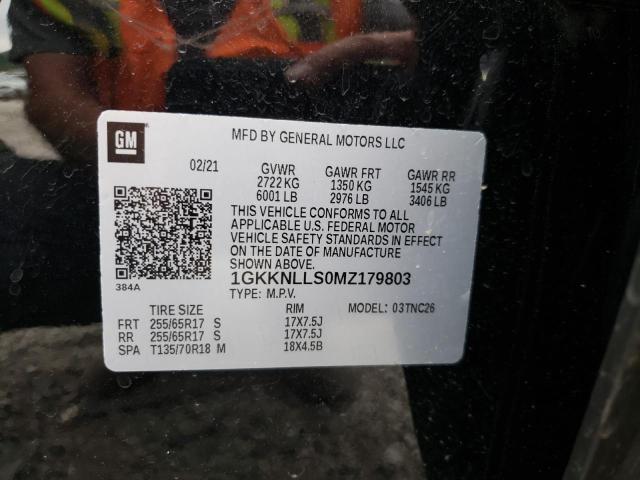 GM
MFD BY GENERAL MOTORS LLC
02/21 GVWR GAWR FRT GAWR RR
2722 KG 1350 KG 1545 KG
6001 LB 2976 LB 3406 LB
THIS VEHICLE CONFORMS TO ALL
APPLICABLE U.S. FEDERAL MOTOR
VEHICLE SAFETY STANDARDS IN EFFECT
ON THE DATE OF MANUFACTURE
SHOWN ABOVE.
384A
1GKKNLLS0MZ179803
TYPE: M.P.V. MODEL: 03TNC26
TIRE SIZE RIM
FRT 255/65R17 S 17X7.5J
RR 255/65R17 S 17X7.5J
SPA T135/70R18 M 18X4.5B